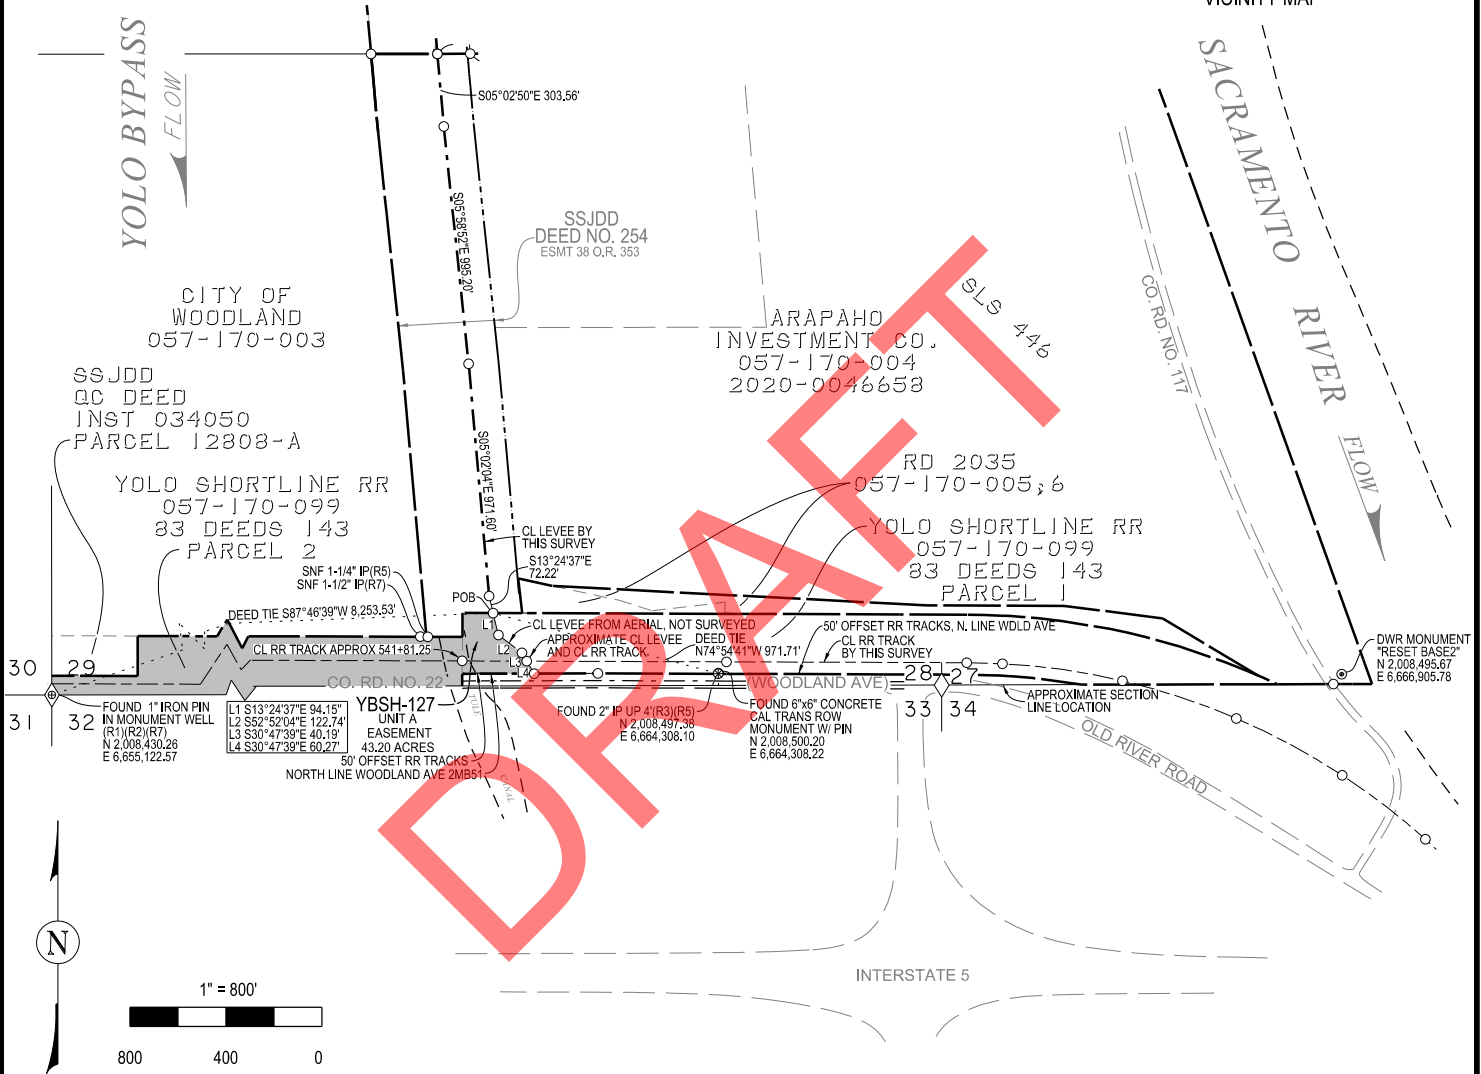 VICINITY MAP
YOLO BYPASS
FLOW
S05°02'50"E 303.56'
S05°58'52"E 995.20'
SSJDD
DEED NO. 254
ESMT 38 O.R. 353
SACRAMENTO RIVER
FLOW
CO. RD. NO. 117
SLS 446
CITY OF
WOODLAND
057-170-003
ARAPAHO
INVESTMENT CO.
057-170-004
2020-0046658
SSJDD
QC DEED
INST 034050
PARCEL 12808-A
YOLO SHORTLINE RR
057-170-099
83 DEEDS 143
PARCEL 2
S05°02'04"E 971.60'
RD 2035
057-170-005,6
YOLO SHORTLINE RR
057-170-099
83 DEEDS 143
PARCEL 1
CL LEVEE BY
THIS SURVEY
S13°24'37"E
72.22'
SNF 1-1/4" IP(R5)
SNF 1-1/2" IP(R7)
POB
DEED TIE S87°46'39"W 8,253.53'
CL RR TRACK APPROX 541+81.25
L1
L2
L3
L4
CL LEVEE FROM AERIAL, NOT SURVEYED
APPROXIMATE CL LEVEE
AND CL RR TRACK
DEED TIE
N74°54'41"W 971.71'
50' OFFSET RR TRACKS, N. LINE WDLD AVE
CL RR TRACK
BY THIS SURVEY
DWR MONUMENT
"RESET BASE2"
N 2,008,495.67
E 6,666,905.78
30
29
31
32
28
27
33
34
CO. RD. NO. 22
(WOODLAND AVE)
FOUND 1" IRON PIN
IN MONUMENT WELL
(R1)(R2)(R7)
N 2,008,430.26
E 6,655,122.57
L1 S13°24'37"E 94.15'
L2 S52°52'04"E 122.74'
L3 S30°47'39"E 40.19'
L4 S30°47'39"E 60.27'
YBSH-127
UNIT A
EASEMENT
43.20 ACRES
50' OFFSET RR TRACKS
NORTH LINE WOODLAND AVE 2MB51
TULE
CANAL
FOUND 2" IP UP 4'(R3)(R5)
N 2,008,497.38
E 6,664,308.10
FOUND 6"x6" CONCRETE
CAL TRANS ROW
MONUMENT W/ PIN
N 2,008,500.20
E 6,664,308.22
APPROXIMATE SECTION
LINE LOCATION
OLD RIVER ROAD
INTERSTATE 5
N
1" = 800'
800
400
0
DRAFT